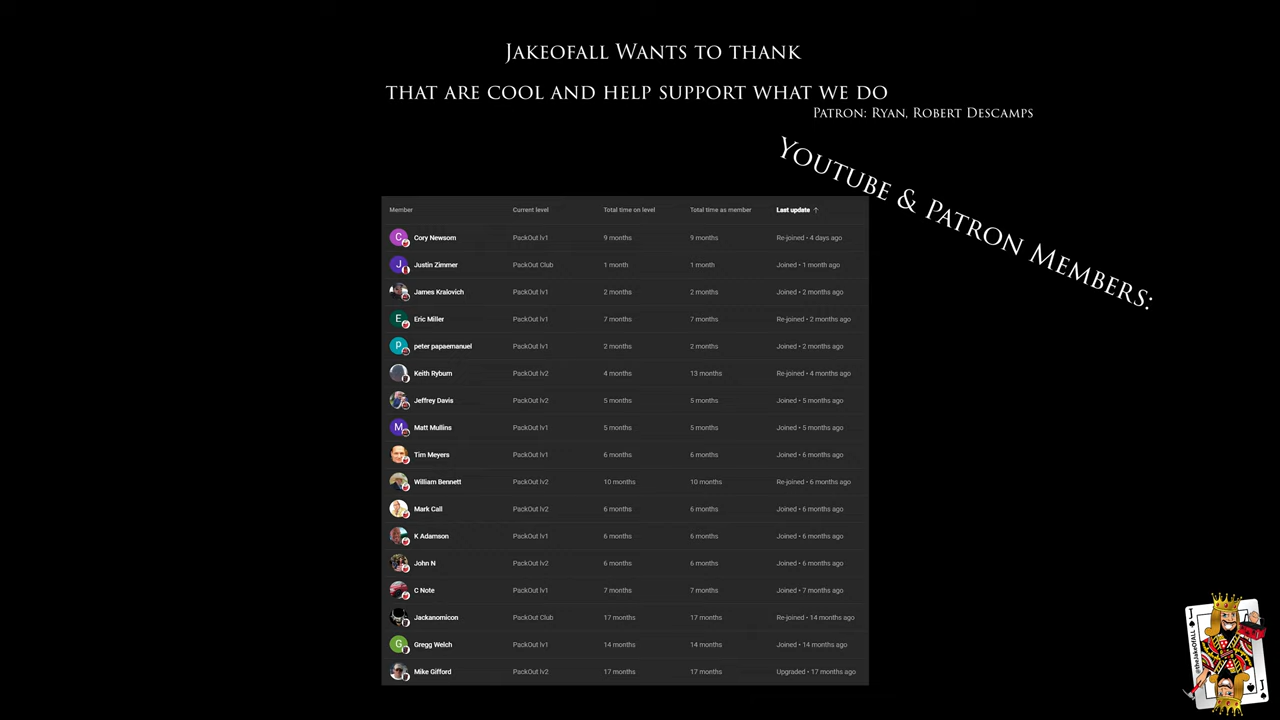 Jakeofall Wants to thank
that are cool and help support what we do
Patron: Ryan, Robert Descamps
Youtube & Patron Members:
Member Current level Total time on level Total time as member Last update ↑
C Cory Newsom PackOut lv1 9 months 9 months Re-joined • 4 days ago
J Justin Zimmer PackOut Club 1 month 1 month Joined • 1 month ago
James Kralovich PackOut lv1 2 months 2 months Joined • 2 months ago
E Eric Miller PackOut lv1 7 months 7 months Re-joined • 2 months ago
p peter papaemanuel PackOut lv1 2 months 2 months Joined • 2 months ago
Keith Ryburn PackOut lv2 4 months 13 months Re-joined • 4 months ago
Jeffrey Davis PackOut lv2 5 months 5 months Joined • 5 months ago
M Matt Mullins PackOut lv1 5 months 5 months Joined • 5 months ago
Tim Meyers PackOut lv1 6 months 6 months Joined • 6 months ago
William Bennett PackOut lv2 10 months 10 months Re-joined • 6 months ago
Mark Call PackOut lv2 6 months 6 months Joined • 6 months ago
K Adamson PackOut lv1 6 months 6 months Joined • 6 months ago
John N PackOut lv2 6 months 6 months Joined • 6 months ago
C Note PackOut lv1 7 months 7 months Joined • 7 months ago
Jackanomicon PackOut Club 17 months 17 months Re-joined • 14 months ago
G Gregg Welch PackOut lv1 14 months 14 months Joined • 14 months ago
Mike Gifford PackOut lv2 17 months 17 months Upgraded • 17 months ago
J
@theJakeOfAll
J